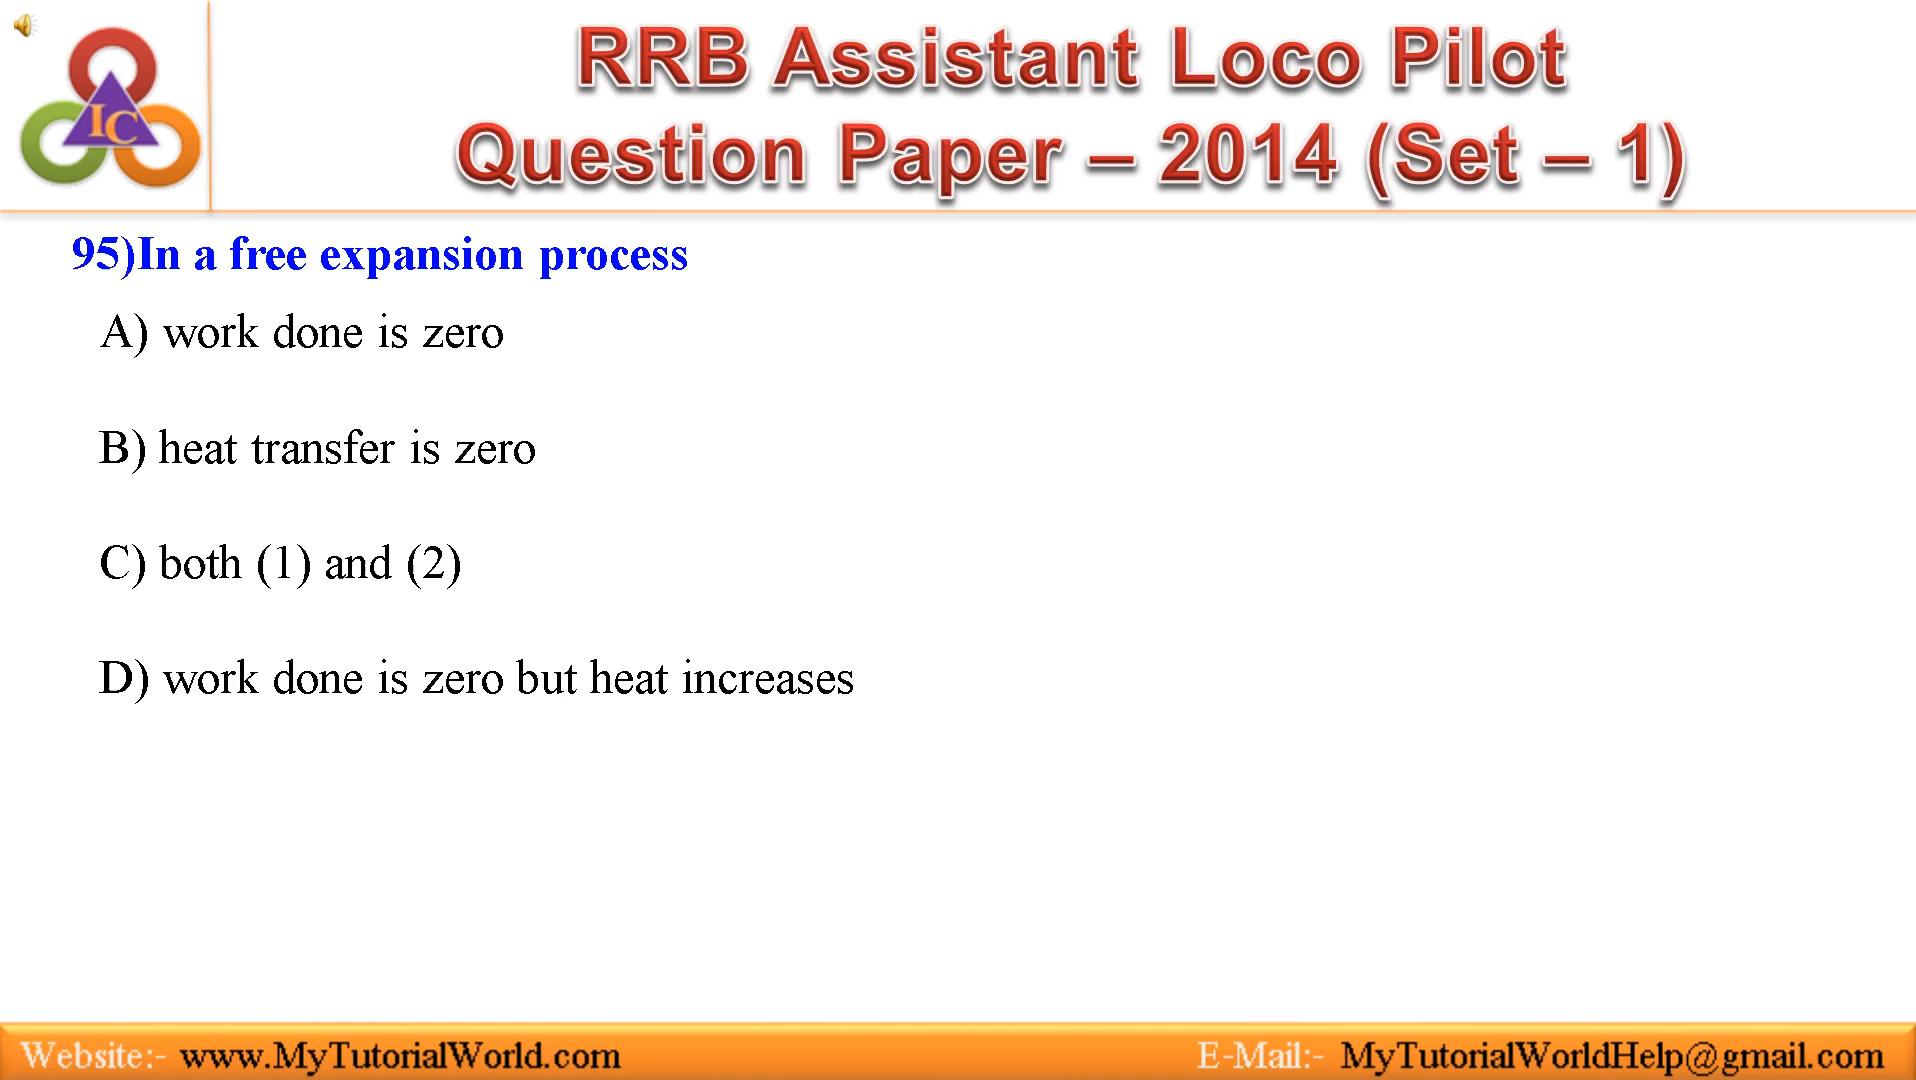 IC
RRB Assistant Loco Pilot
Question Paper – 2014 (Set – 1)
95)In a free expansion process
A) work done is zero
B) heat transfer is zero
C) both (1) and (2)
D) work done is zero but heat increases
Website:- www.MyTutorialWorld.com
E-Mail:- MyTutorialWorldHelp@gmail.com